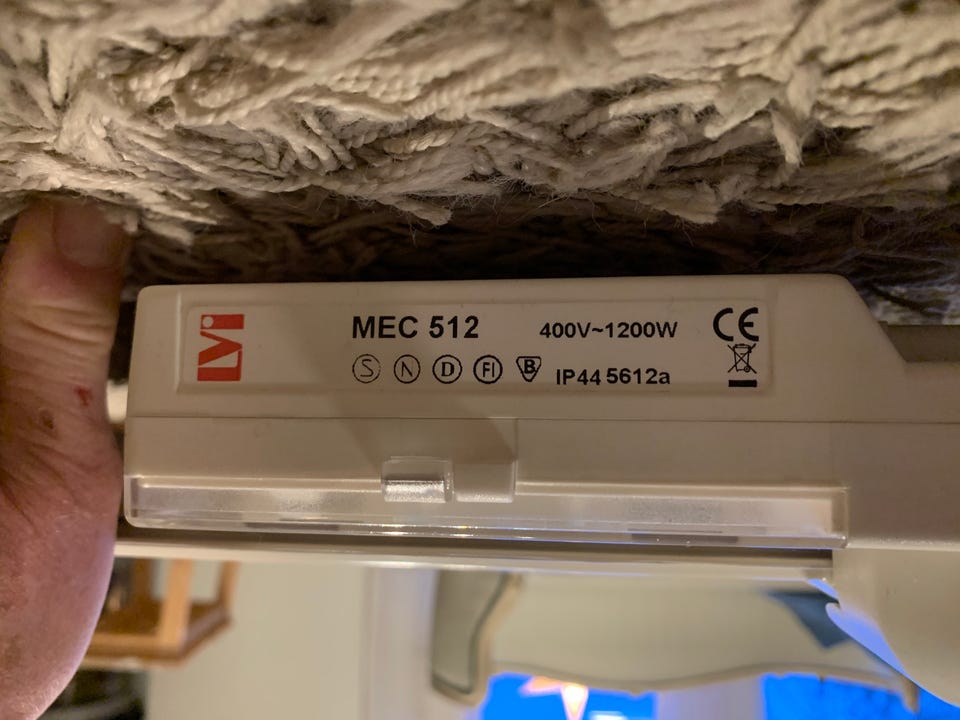 LVI
MEC 512 400V~1200W CE
S N D FI B IP44 5612a